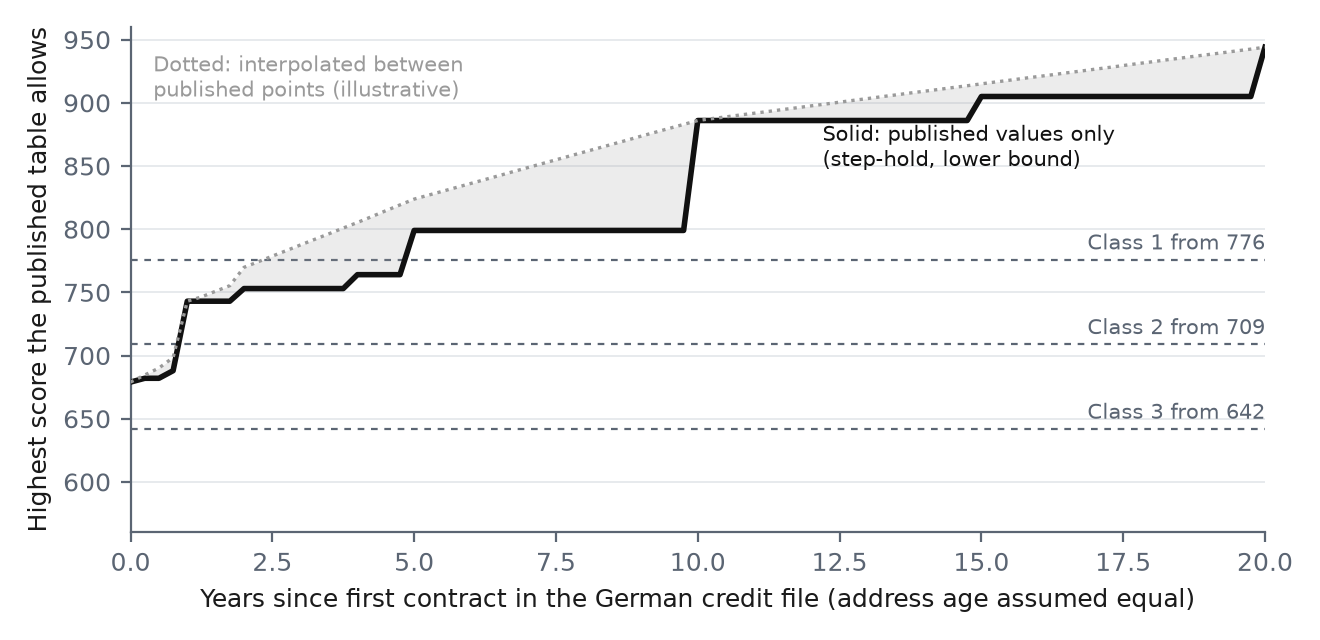 Highest score the published table allows
950
900
850
800
750
700
650
600
Dotted: interpolated between
published points (illustrative)
Solid: published values only
(step-hold, lower bound)
Class 1 from 776
Class 2 from 709
Class 3 from 642
0.0 2.5 5.0 7.5 10.0 12.5 15.0 17.5 20.0
Years since first contract in the German credit file (address age assumed equal)